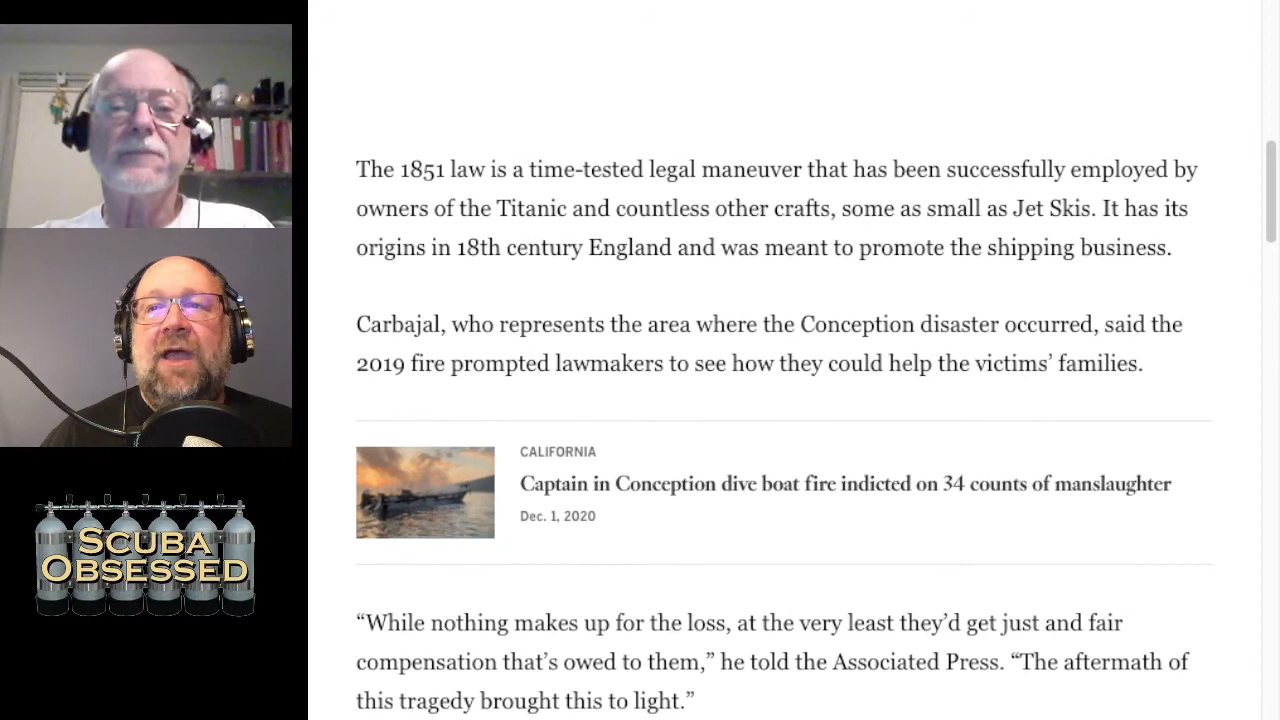 The 1851 law is a time-tested legal maneuver that has been successfully employed by
owners of the Titanic and countless other crafts, some as small as Jet Skis. It has its
origins in 18th century England and was meant to promote the shipping business.
Carbajal, who represents the area where the Conception disaster occurred, said the
2019 fire prompted lawmakers to see how they could help the victims’ families.
CALIFORNIA
Captain in Conception dive boat fire indicted on 34 counts of manslaughter
Dec. 1, 2020
“While nothing makes up for the loss, at the very least they’d get just and fair
compensation that’s owed to them,” he told the Associated Press. “The aftermath of
this tragedy brought this to light.”
SCUBA
OBSESSED